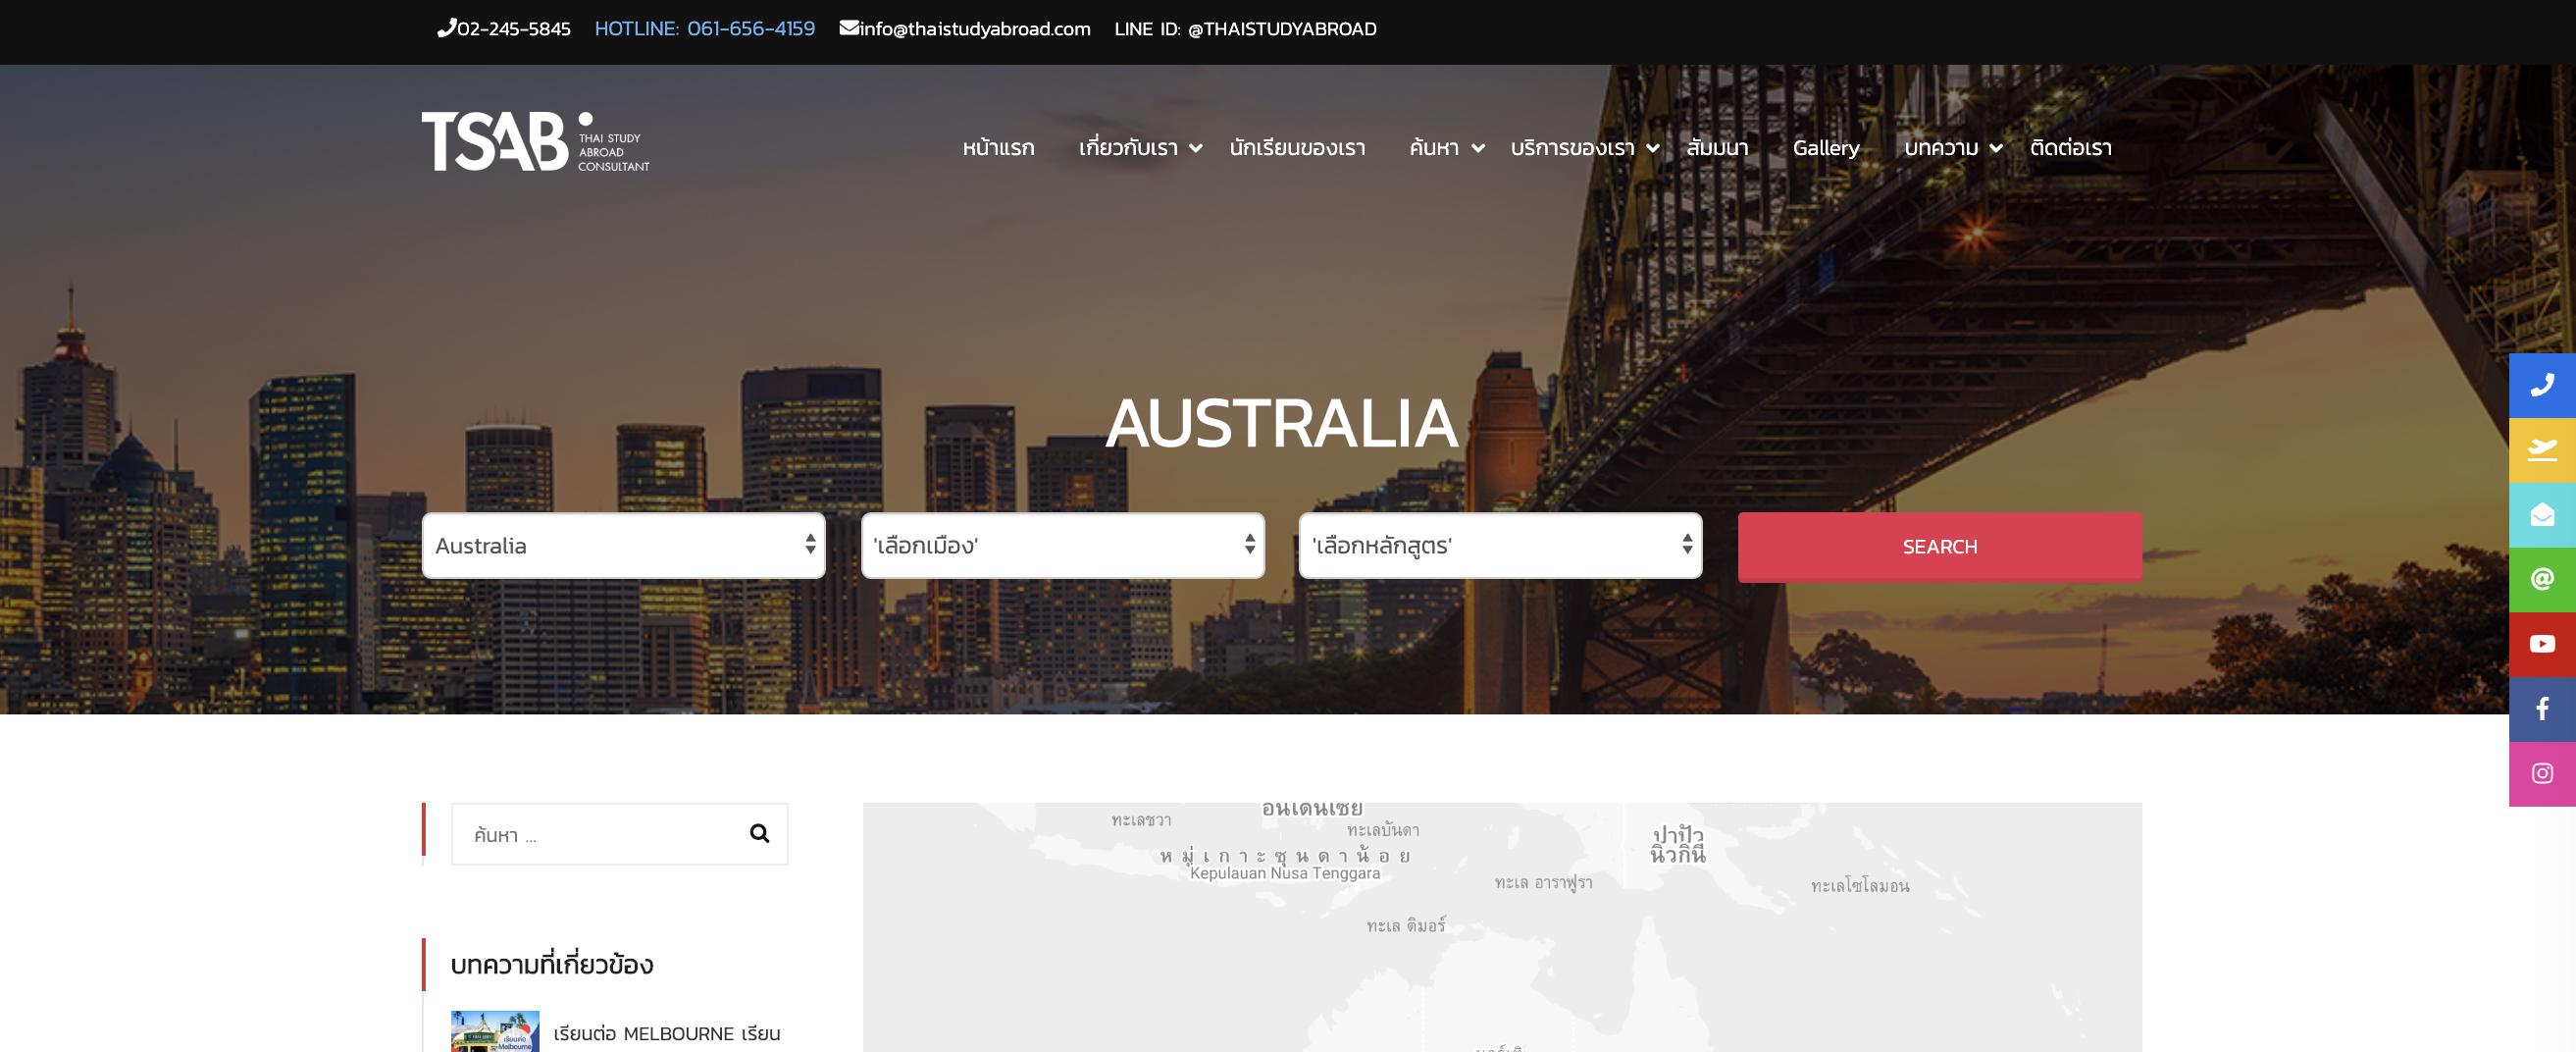 02-245-5845 HOTLINE: 061-656-4159 info@thaistudyabroad.com LINE ID: @THAISTUDYABROAD
TSAB THAI STUDY
ABROAD
CONSULTANT
หน้าแรก เกี่ยวกับเรา นักเรียนของเรา ค้นหา บริการของเรา สัมมนา Gallery บทความ ติดต่อเรา
AUSTRALIA
Australia 'เลือกเมือง' 'เลือกหลักสูตร' SEARCH
ค้นหา ...
อินโดนีเซีย
ทะเลชวา
ทะเลบันดา
ปาปัว
นิวกินี
หมู่เกาะซุนดาน้อย
Kepulauan Nusa Tenggara
ทะเล อาราฟูรา
ทะเลโซโลมอน
ทะเล ติมอร์
บทความที่เกี่ยวข้อง
เรียนต่อ MELBOURNE เรียน
เรียนต่อ
Melbourne